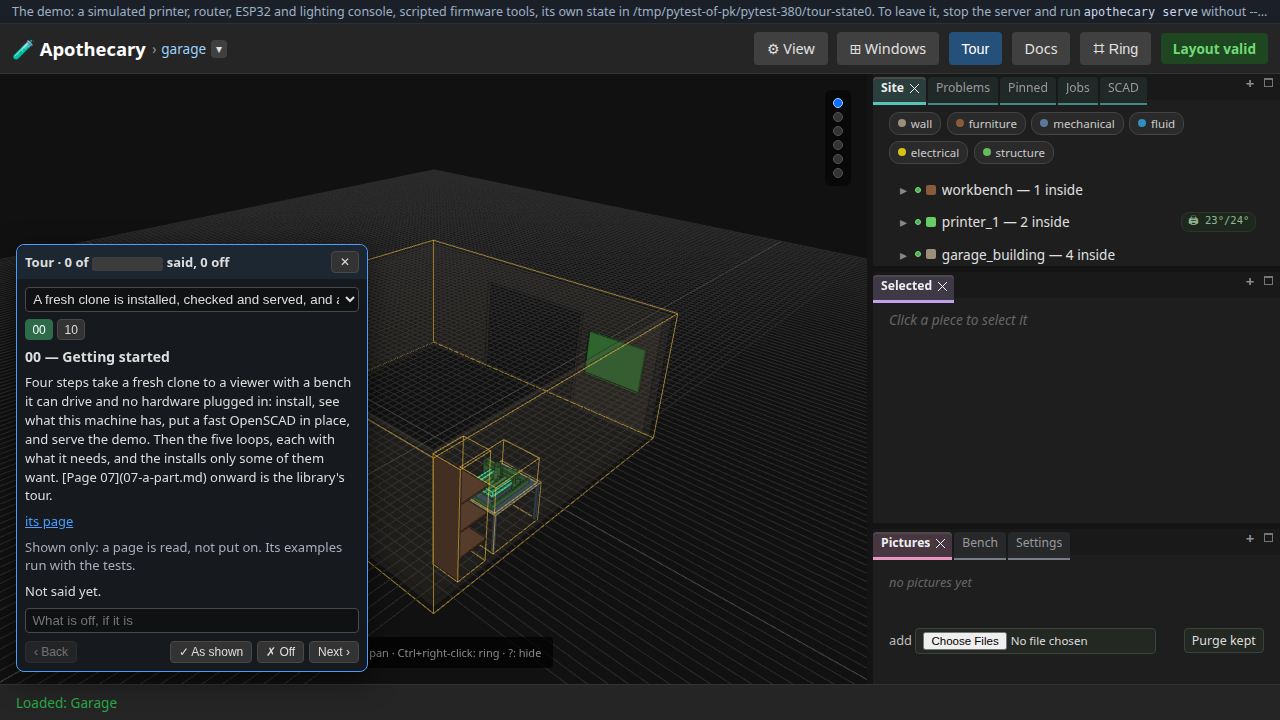 The demo: a simulated printer, router, ESP32 and lighting console, scripted firmware tools, its own state in /tmp/pytest-of-pk/pytest-380/tour-state0. To leave it, stop the server and run apothecary serve without --...
Apothecary › garage ▾
View
Windows
Tour
Docs
Ring
Layout valid
Site
Problems
Pinned
Jobs
SCAD
wall
furniture
mechanical
fluid
electrical
structure
workbench — 1 inside
printer_1 — 2 inside
23°/24°
garage_building — 4 inside
Tour · 0 of
said, 0 off
A fresh clone is installed, checked and served, and
00
10
00 — Getting started
Four steps take a fresh clone to a viewer with a bench
it can drive and no hardware plugged in: install, see
what this machine has, put a fast OpenSCAD in place,
and serve the demo. Then the five loops, each with
what it needs, and the installs only some of them
want. [Page 07](07-a-part.md) onward is the library's
tour.
its page
Shown only: a page is read, not put on. Its examples
run with the tests.
Not said yet.
What is off, if it is
‹ Back
✓ As shown
✗ Off
Next ›
pan · Ctrl+right-click: ring · ?: hide
Selected
Click a piece to select it
Pictures
Bench
Settings
no pictures yet
add
Choose Files
No file chosen
Purge kept
Loaded: Garage